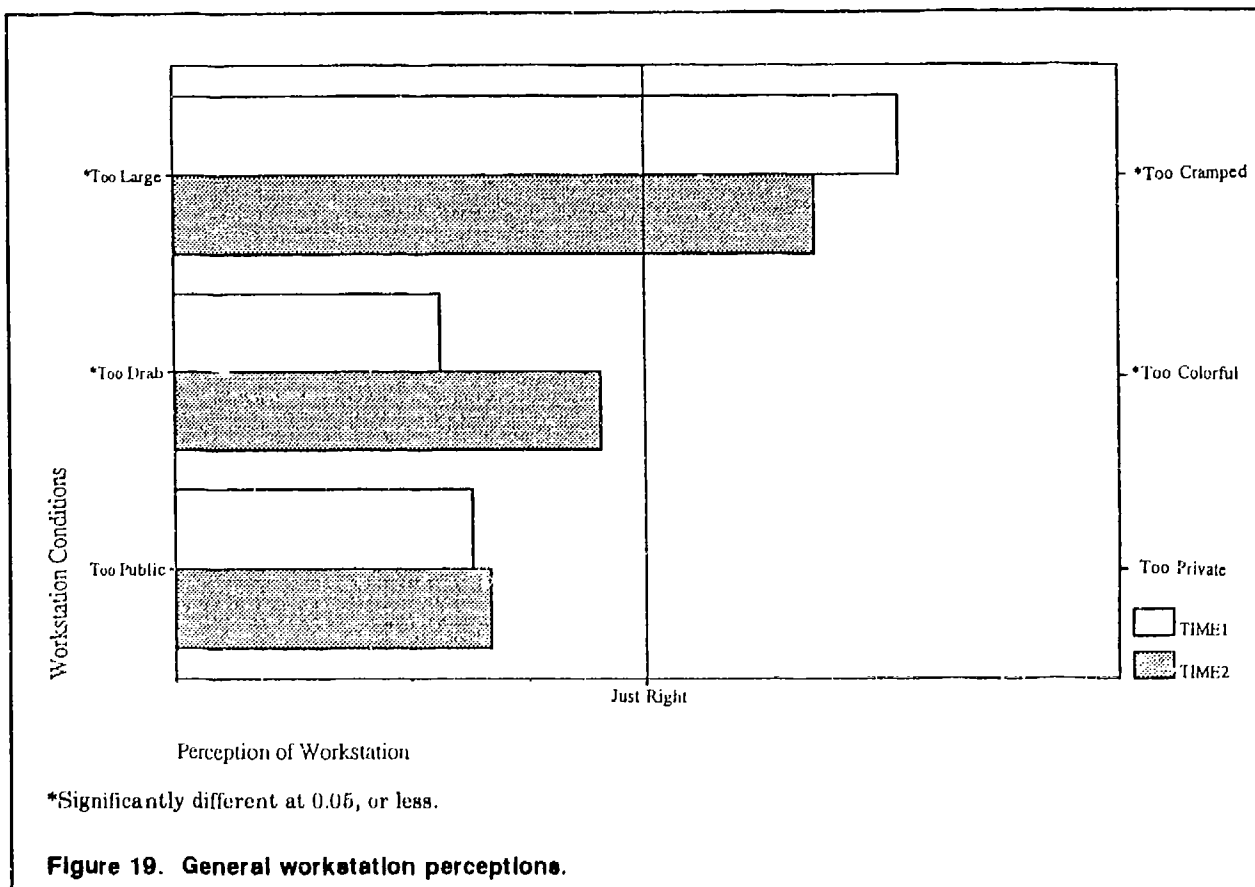 *Too Large
*Too Cramped
*Too Drab
*Too Colorful
Too Public
Too Private
Workstation Conditions
TIME1
TIME2
Just Right
Perception of Workstation
*Significantly different at 0.05, or less.
Figure 19. General workstation perceptions.